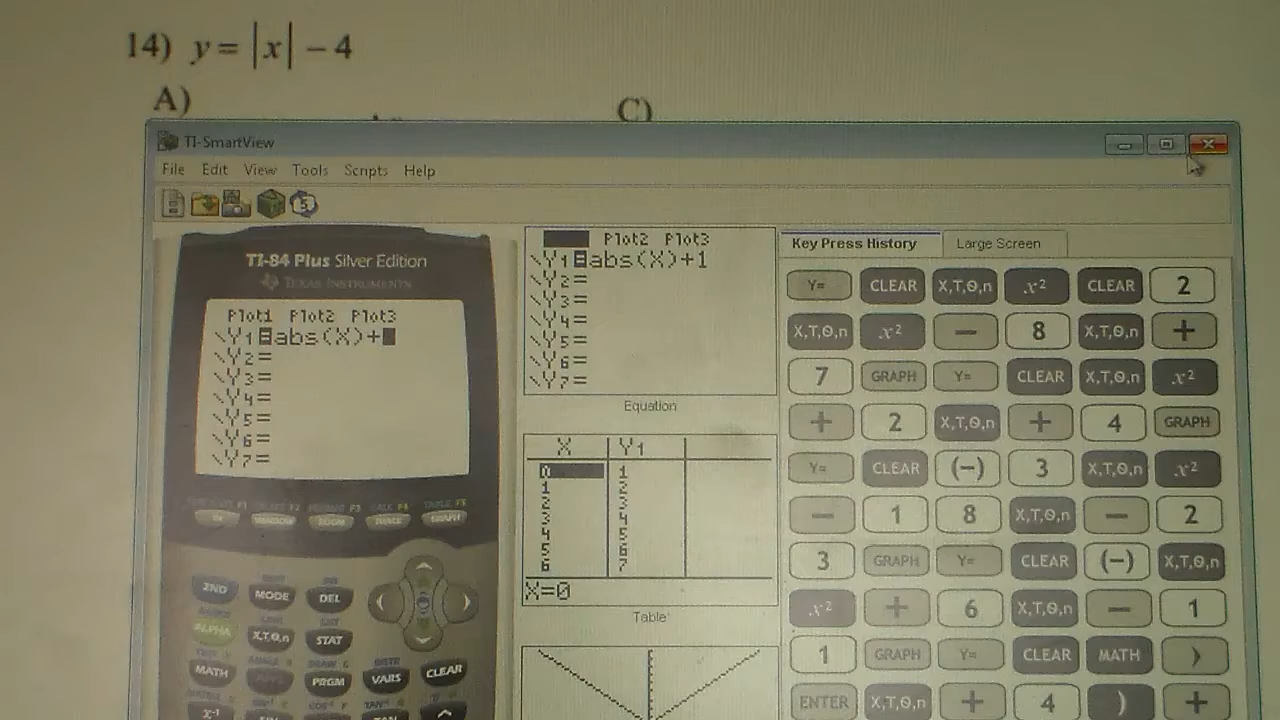 14) y = |x| − 4
A)
C)
TI-SmartView
File Edit View Tools Scripts Help
TI-84 Plus Silver Edition
TEXAS INSTRUMENTS
Plot1 Plot2 Plot3
\Y1=abs(X)+
\Y2=
\Y3=
\Y4=
\Y5=
\Y6=
\Y7=
2ND MODE DEL
ALPHA X,T,Θ,n STAT
MATH PRGM VARS CLEAR
x-1
Plot2 Plot3
\Y1=abs(X)+1
\Y2=
\Y3=
\Y4=
\Y5=
\Y6=
\Y7=
Equation
X Y1
0 1
1 2
2 3
3 4
4 5
5 6
6 7
X=0
Table
Key Press History Large Screen
Y= CLEAR X,T,Θ,n x² CLEAR 2
X,T,Θ,n x² − 8 X,T,Θ,n +
7 GRAPH Y= CLEAR X,T,Θ,n x²
+ 2 X,T,Θ,n + 4 GRAPH
Y= CLEAR (−) 3 X,T,Θ,n x²
− 1 8 X,T,Θ,n − 2
3 GRAPH Y= CLEAR (−) X,T,Θ,n
x² + 6 X,T,Θ,n − 1
1 GRAPH Y= CLEAR MATH )
ENTER X,T,Θ,n + 4 ) +